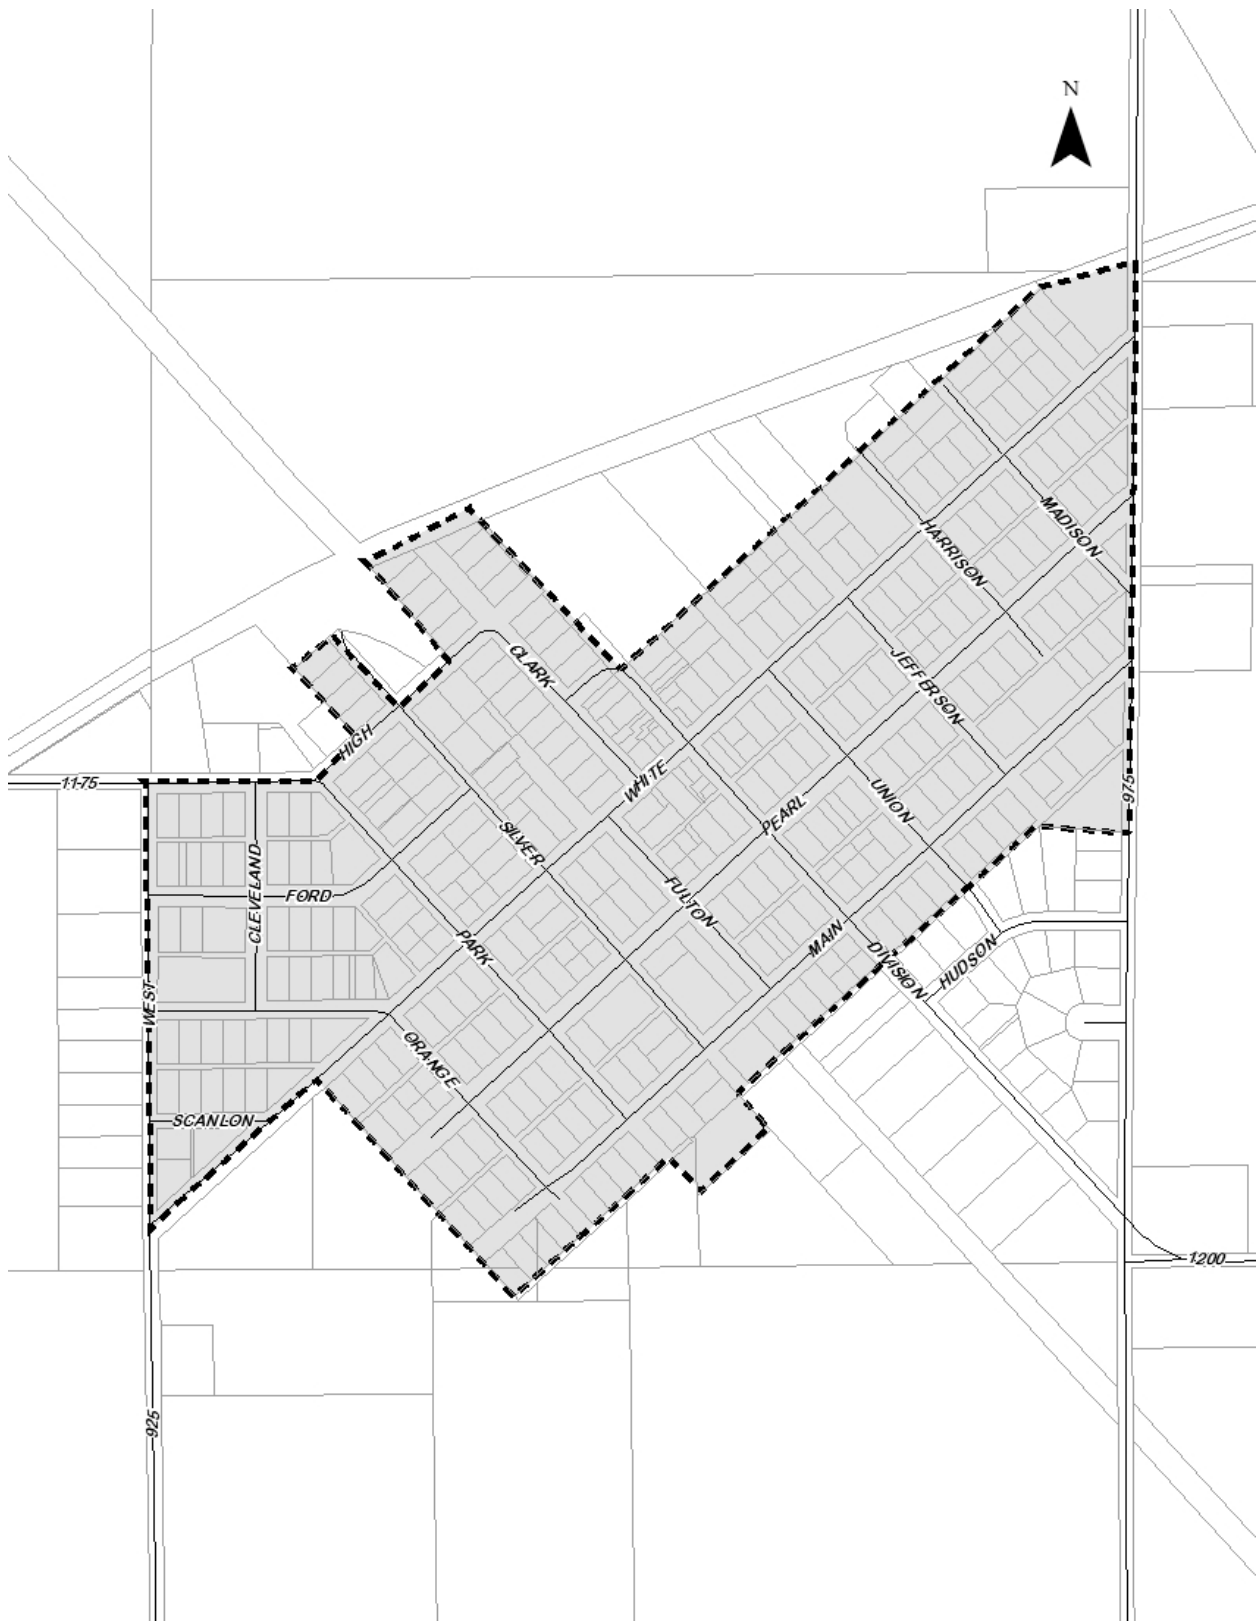 N
MADISON
HARRISON
JEFFERSON
CLARK
HIGH
WHITE
1175
975
PEARL
UNION
SILVER
CLEVELAND
FORD
FULTON
MAIN
PARK
DIVISION
HUDSON
WEST
ORANGE
SCANLON
1200
925